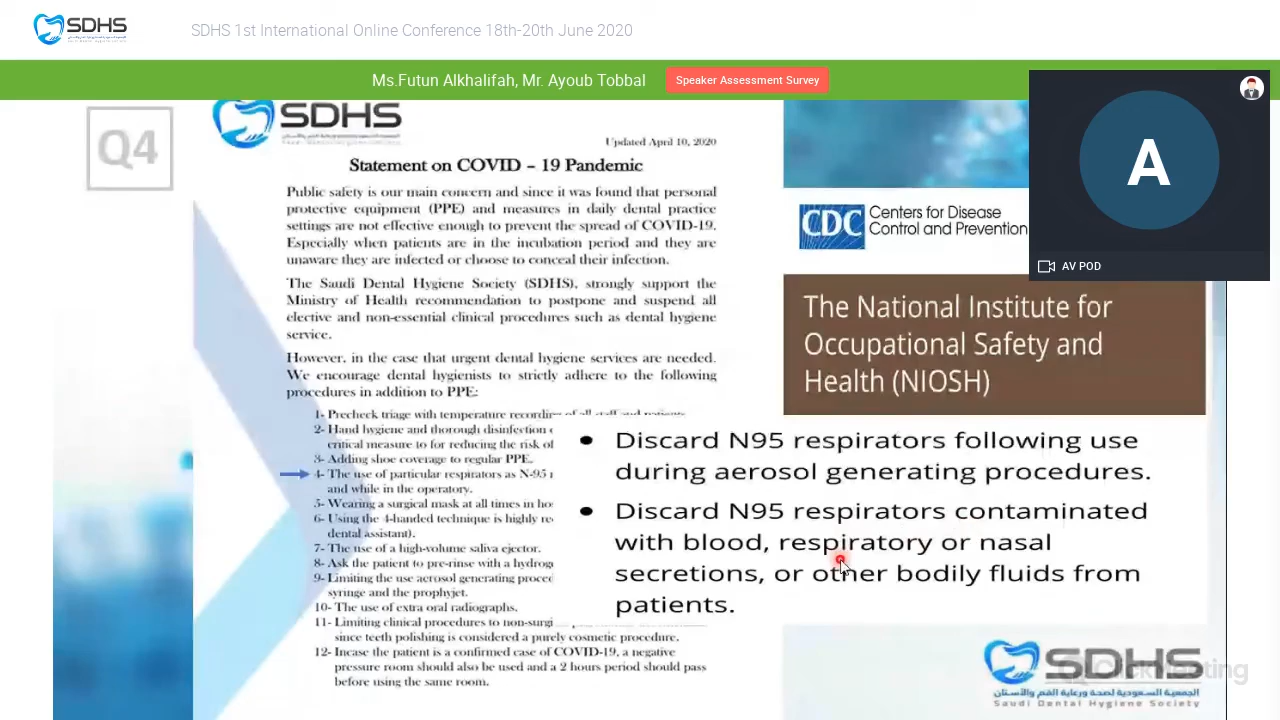 SDHS
SDHS 1st International Online Conference 18th-20th June 2020
Ms.Futun Alkhalifah, Mr. Ayoub Tobbal
Speaker Assessment Survey
Q4
SDHS
Updated April 10, 2020
Statement on COVID – 19 Pandemic
Public safety is our main concern and since it was found that personal
protective equipment (PPE) and measures in daily dental practice
settings are not effective enough to prevent the spread of COVID-19.
Especially when patients are in the incubation period and they are
unaware they are infected or choose to conceal their infection.
The Saudi Dental Hygiene Society (SDHS), strongly support the
Ministry of Health recommendation to postpone and suspend all
elective and non-essential clinical procedures such as dental hygiene
service.
However, in the case that urgent dental hygiene services are needed.
We encourage dental hygienists to strictly adhere to the following
procedures in addition to PPE:
1- Precheck triage with temperature recording of all staff and patients
2- Hand hygiene and thorough disinfection
critical measure to for reducing the risk of
3- Adding shoe coverage to regular PPE.
4- The use of particular respirators as N-95
and while in the operatory.
5- Wearing a surgical mask at all times in
6- Using the 4-handed technique is highly
dental assistant).
7- The use of a high-volume saliva ejector.
8- Ask the patient to pre-rinse with a
9- Limiting the use aerosol generating
syringe and the prophyjet.
10- The use of extra oral radiographs.
11- Limiting clinical procedures to
since teeth polishing is considered a purely cosmetic procedure.
12- Incase the patient is a confirmed case of COVID-19, a negative
pressure room should also be used and a 2 hours period should pass
before using the same room.
CDC Centers for Disease
Control and Prevention
A
AV POD
The National Institute for
Occupational Safety and
Health (NIOSH)
• Discard N95 respirators following use
during aerosol generating procedures.
• Discard N95 respirators contaminated
with blood, respiratory or nasal
secretions, or other bodily fluids from
patients.
SDHS
ClickMeeting
الجمعية السعودية لصحة ورعاية الفم والأسنان
Saudi Dental Hygiene Society